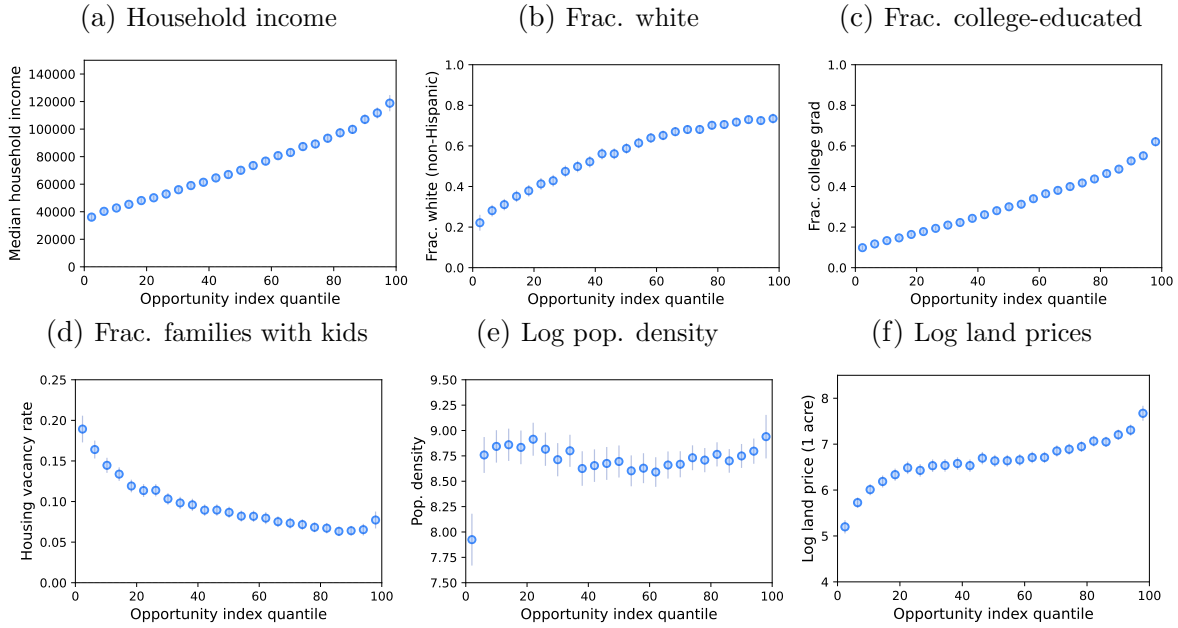 (a) Household income
(b) Frac. white
(c) Frac. college-educated
Median household income
140000
120000
100000
80000
60000
40000
20000
0
0 20 40 60 80 100
Opportunity index quantile
Frac. white (non-Hispanic)
1.0
0.8
0.6
0.4
0.2
0.0
0 20 40 60 80 100
Opportunity index quantile
Frac. college grad
1.0
0.8
0.6
0.4
0.2
0.0
0 20 40 60 80 100
Opportunity index quantile
(d) Frac. families with kids
(e) Log pop. density
(f) Log land prices
Housing vacancy rate
0.25
0.20
0.15
0.10
0.05
0.00
0 20 40 60 80 100
Opportunity index quantile
Pop. density
9.50
9.25
9.00
8.75
8.50
8.25
8.00
7.75
7.50
0 20 40 60 80 100
Opportunity index quantile
Log land price (1 acre)
8
7
6
5
4
0 20 40 60 80 100
Opportunity index quantile